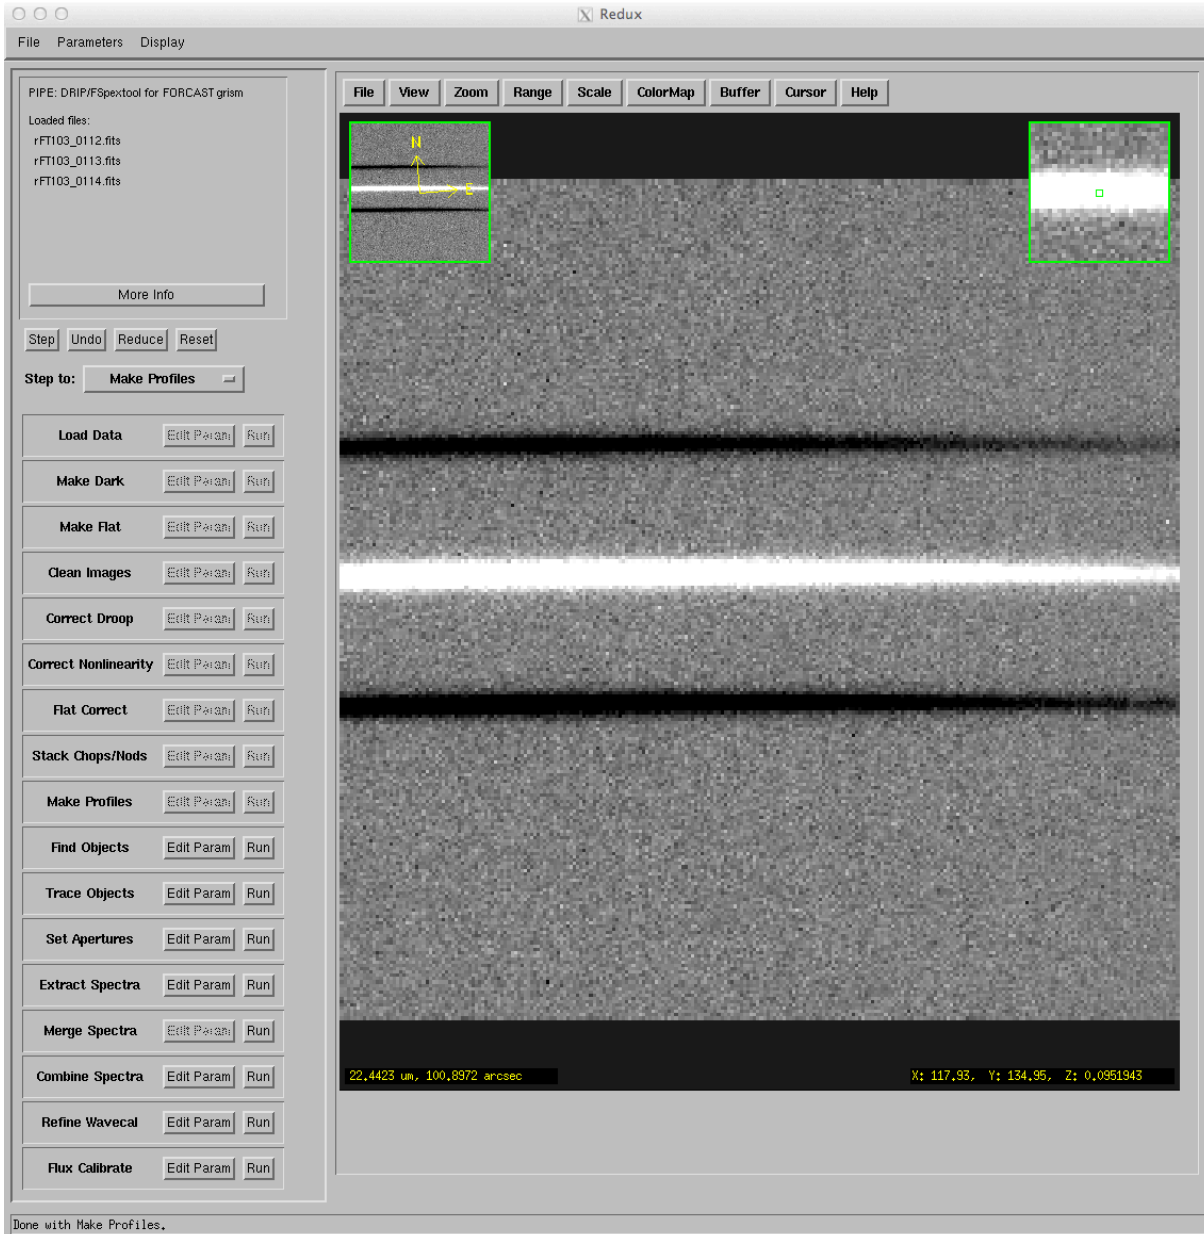 Redux
File Parameters Display
PIPE: DRIP/FSpextool for FORCAST grism
Loaded files:
rFT103_0112.fits
rFT103_0113.fits
rFT103_0114.fits
More Info
Step Undo Reduce Reset
Step to: Make Profiles
Load Data Edit Param Run
Make Dark Edit Param Run
Make Flat Edit Param Run
Clean Images Edit Param Run
Correct Droop Edit Param Run
Correct Nonlinearity Edit Param Run
Flat Correct Edit Param Run
Stack Chops/Nods Edit Param Run
Make Profiles Edit Param Run
Find Objects Edit Param Run
Trace Objects Edit Param Run
Set Apertures Edit Param Run
Extract Spectra Edit Param Run
Merge Spectra Edit Param Run
Combine Spectra Edit Param Run
Refine Wavecal Edit Param Run
Flux Calibrate Edit Param Run
File View Zoom Range Scale ColorMap Buffer Cursor Help
N
E
22.4423 um, 100.8972 arcsec
X: 117.93, Y: 134.95, Z: 0.0951943
Done with Make Profiles.